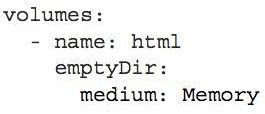 volumes:
  - name: html
    emptyDir:
      medium: Memory